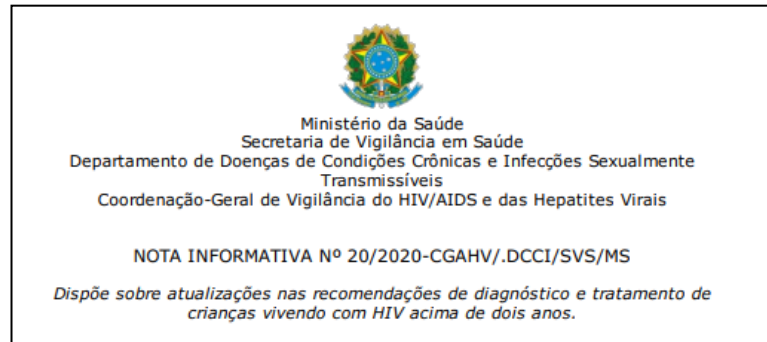 Ministério da Saúde
Secretaria de Vigilância em Saúde
Departamento de Doenças de Condições Crônicas e Infecções Sexualmente
Transmissíveis
Coordenação-Geral de Vigilância do HIV/AIDS e das Hepatites Virais
NOTA INFORMATIVA Nº 20/2020-CGAHV/.DCCI/SVS/MS
Dispõe sobre atualizações nas recomendações de diagnóstico e tratamento de
crianças vivendo com HIV acima de dois anos.